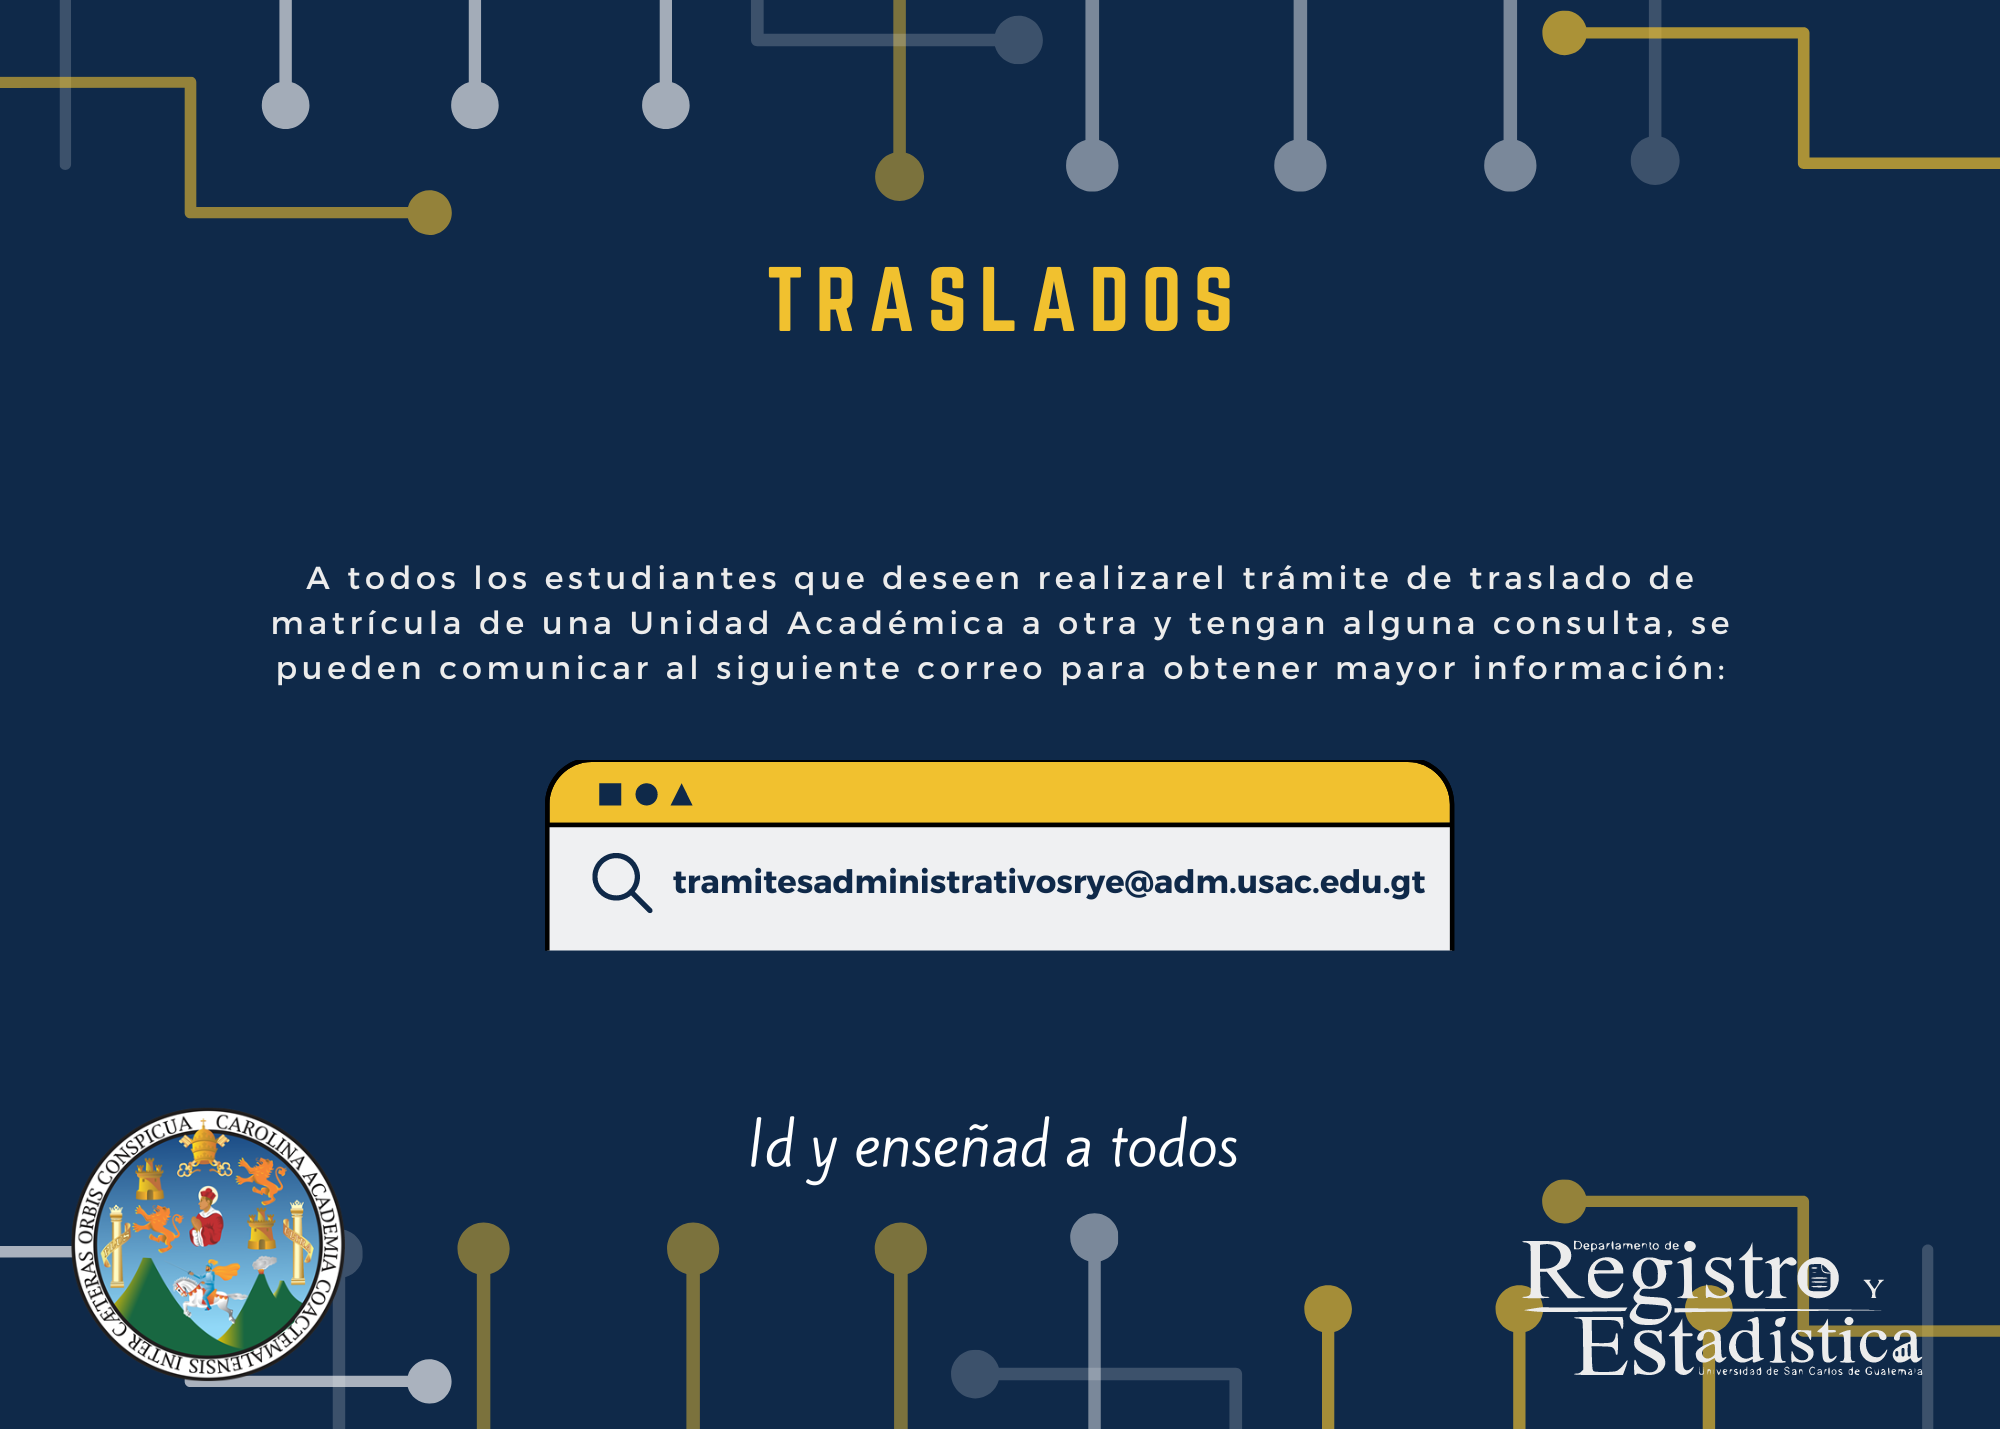 TRASLADOS
A todos los estudiantes que deseen realizarel trámite de traslado de
matrícula de una Unidad Académica a otra y tengan alguna consulta, se
pueden comunicar al siguiente correo para obtener mayor información:
tramitesadministrativosrye@adm.usac.edu.gt
Id y enseñad a todos
CAROLINA ACADEMIA COACTEMALENSIS INTER CÆTERAS ORBIS CONSPICUA
Departamento de
Registro Y
Estadística
Universidad de San Carlos de Guatemala